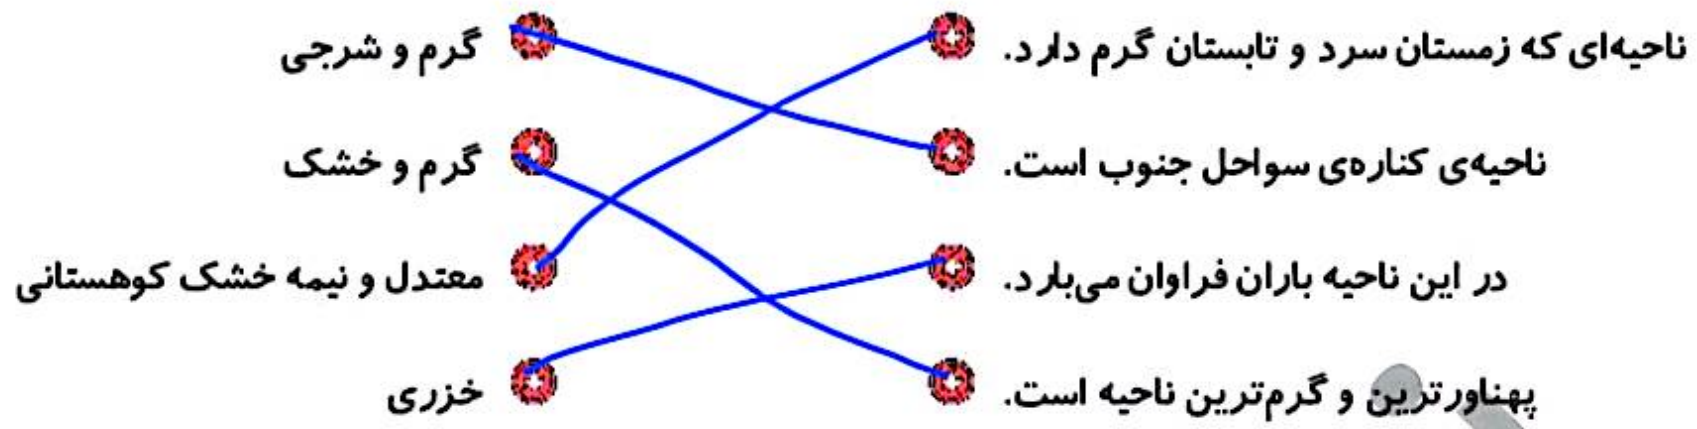 ناحیه‌ای که زمستان سرد و تابستان گرم دارد.
گرم و شرجی
ناحیه‌ی کناره‌ی سواحل جنوب است.
گرم و خشک
در این ناحیه باران فراوان می‌بارد.
معتدل و نیمه خشک کوهستانی
پهناورترین و گرم‌ترین ناحیه است.
خزری